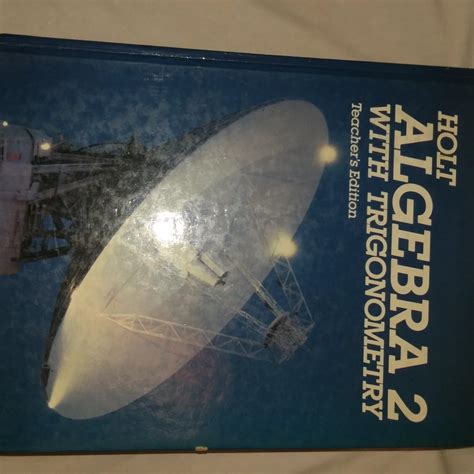 HOLT
ALGEBRA 2
WITH TRIGONOMETRY
Teacher's Edition